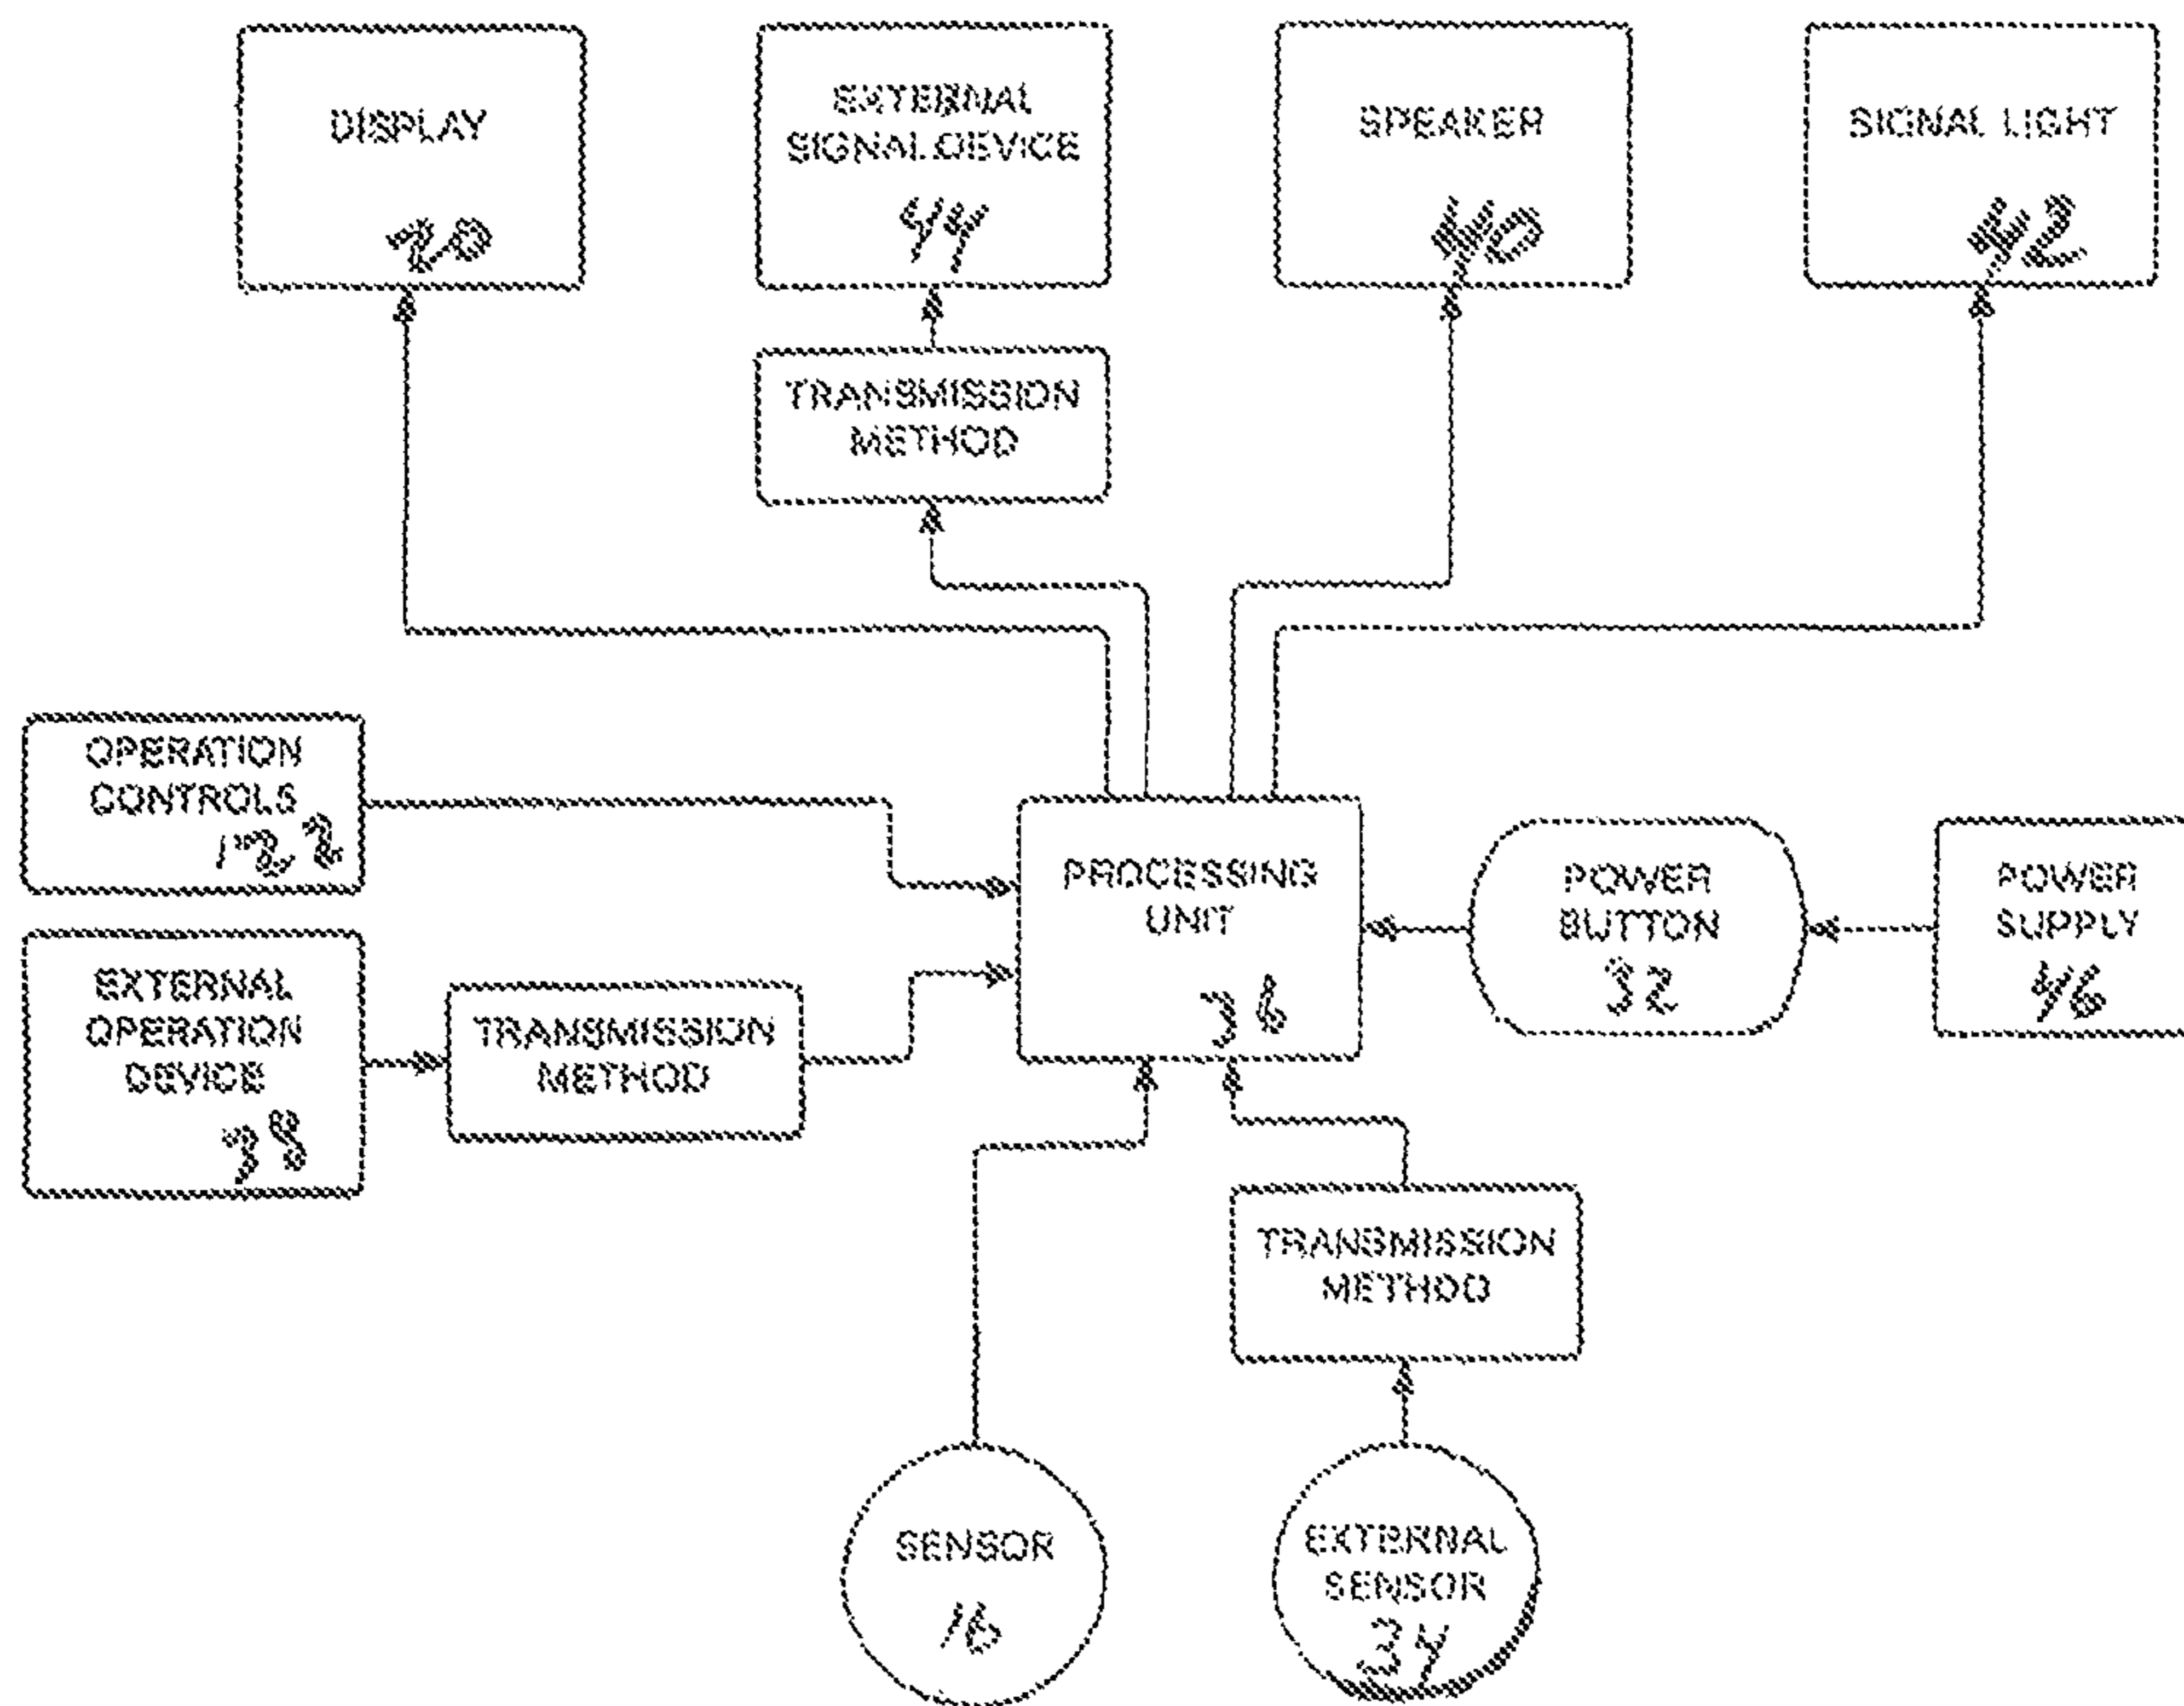 DISPLAY
20
EXTERNAL
SIGNAL DEVICE
44
SPEAKER
40
SIGNAL LIGHT
42
TRANSMISSION
METHOD
OPERATION
CONTROLS
122
EXTERNAL
OPERATION
DEVICE
38
TRANSMISSION
METHOD
PROCESSING
UNIT
36
POWER
BUTTON
32
POWER
SUPPLY
46
TRANSMISSION
METHOD
SENSOR
16
EXTERNAL
SENSOR
34